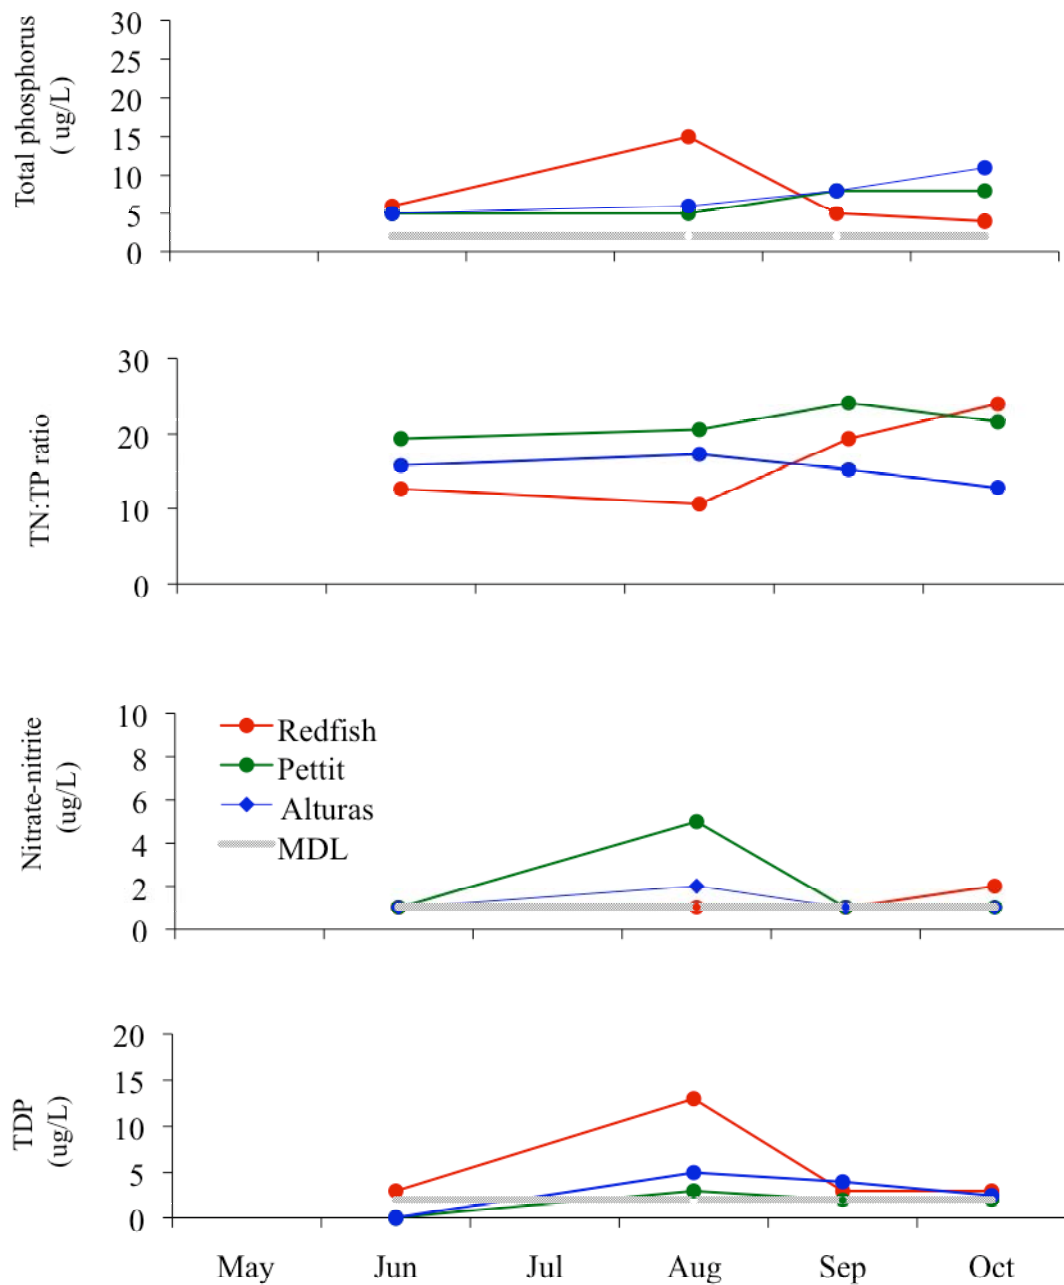 Total phosphorus
( ug/L)
30
25
20
15
10
5
0
TN:TP ratio
30
20
10
0
Nitrate-nitrite
(ug/L)
10
8
6
4
2
0
Redfish
Pettit
Alturas
MDL
TDP
(ug/L)
20
15
10
5
0
May Jun Jul Aug Sep Oct